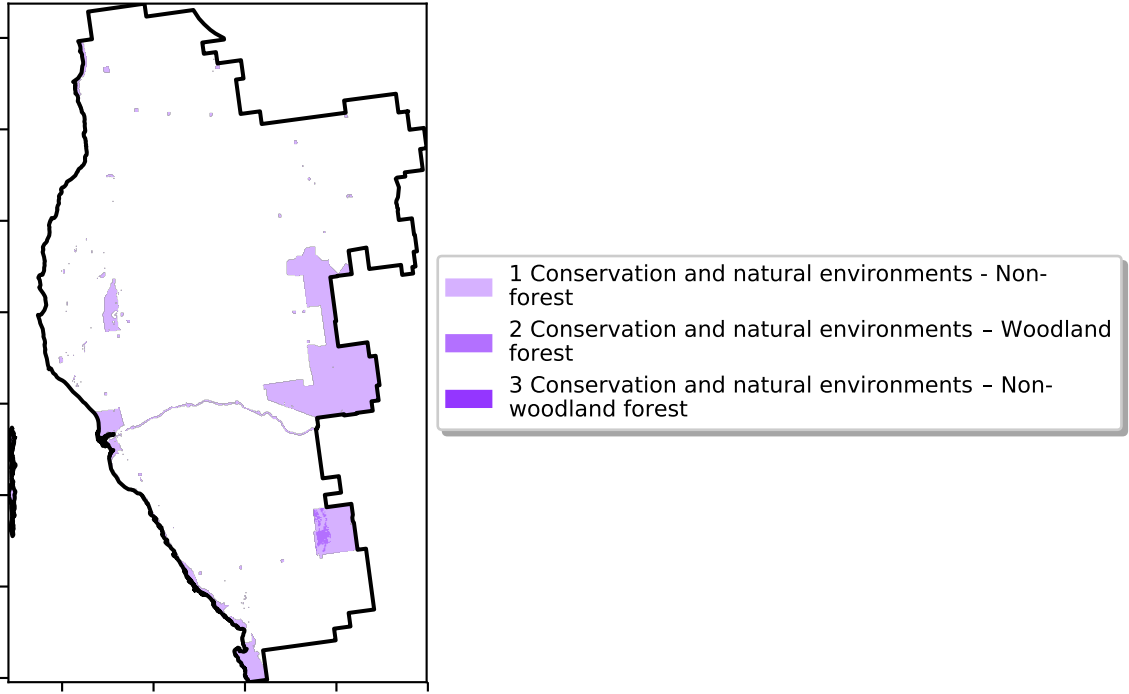 1 Conservation and natural environments - Non-
forest
2 Conservation and natural environments – Woodland
forest
3 Conservation and natural environments – Non-
woodland forest